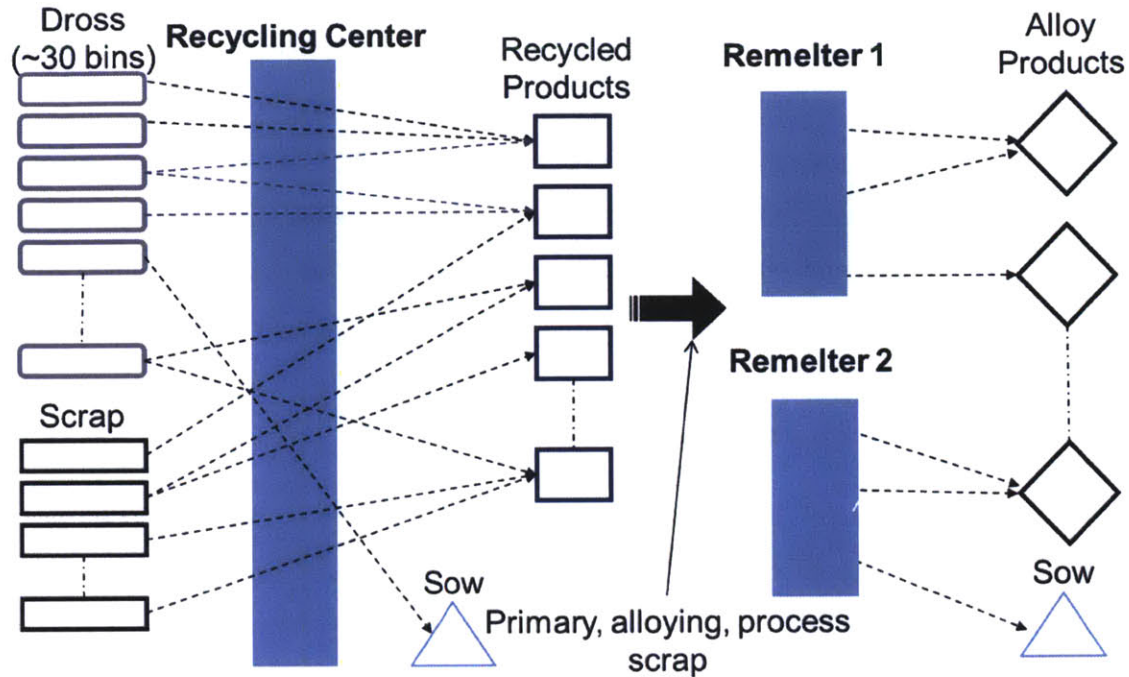 Dross
(~30 bins)
Recycling Center
Recycled
Products
Remelter 1
Alloy
Products
Remelter 2
Scrap
Sow
Primary, alloying, process
scrap
Sow